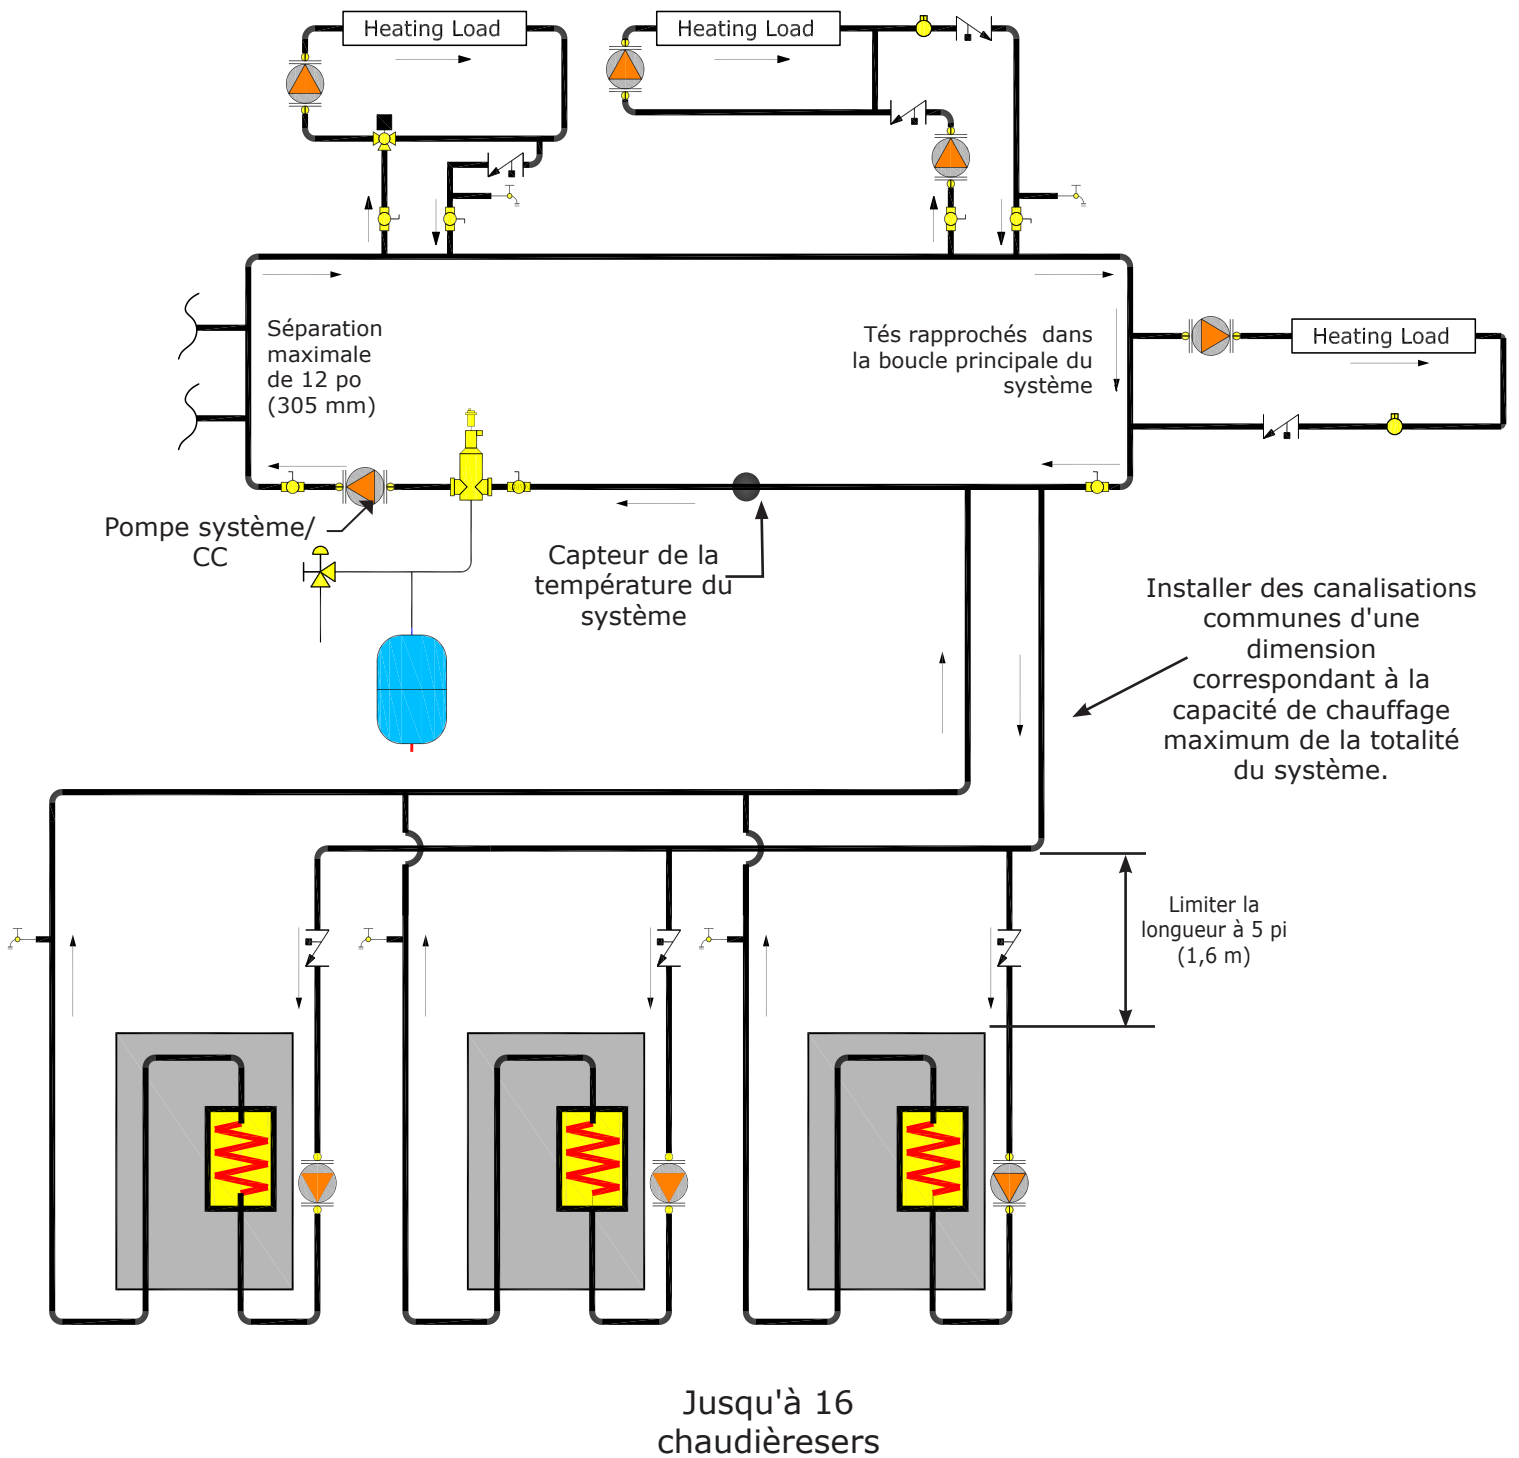 Heating Load
Heating Load
Séparation
maximale
de 12 po
(305 mm)
Tés rapprochés dans
la boucle principale du
système
Heating Load
Pompe système/
CC
Capteur de la
température du
système
Installer des canalisations
communes d'une
dimension
correspondant à la
capacité de chauffage
maximum de la totalité
du système.
Limiter la
longueur à 5 pi
(1,6 m)
Jusqu'à 16
chaudièresers